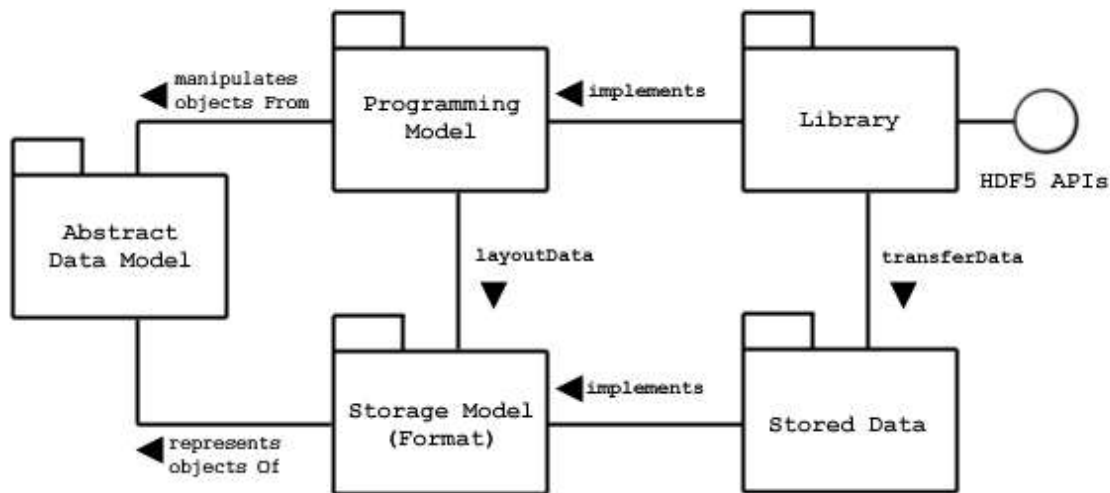 manipulates
objects From
Programming
Model
implements
Library
HDF5 APIs
Abstract
Data Model
layoutData
transferData
Storage Model
(Format)
implements
Stored Data
represents
objects Of